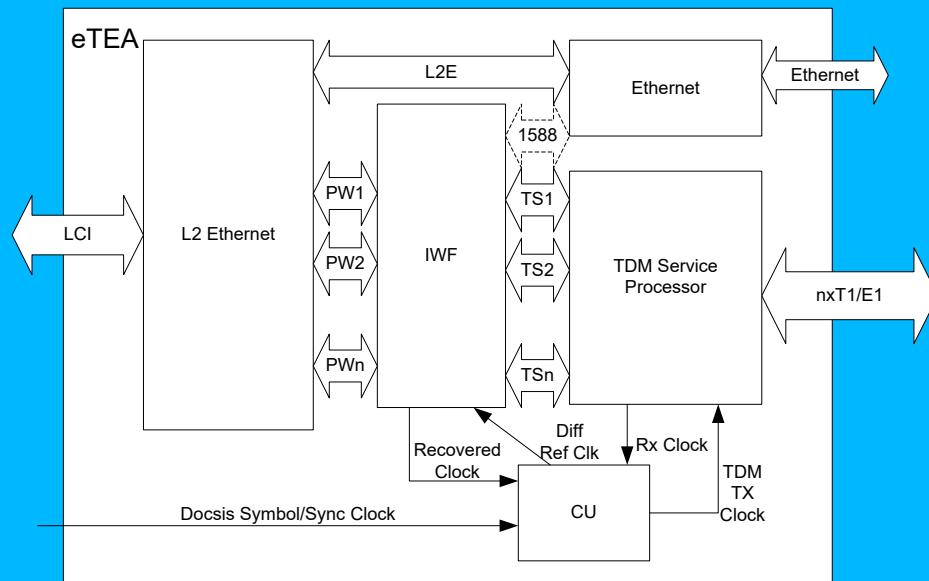 eTEA
L2E
Ethernet
Ethernet
1588
PW1
TS1
LCI
L2 Ethernet
IWF
PW2
TS2
TDM Service
Processor
nxT1/E1
PWn
TSn
Recovered
Clock
Diff
Ref Clk
Rx Clock
TDM
TX
Clock
Docsis Symbol/Sync Clock
CU